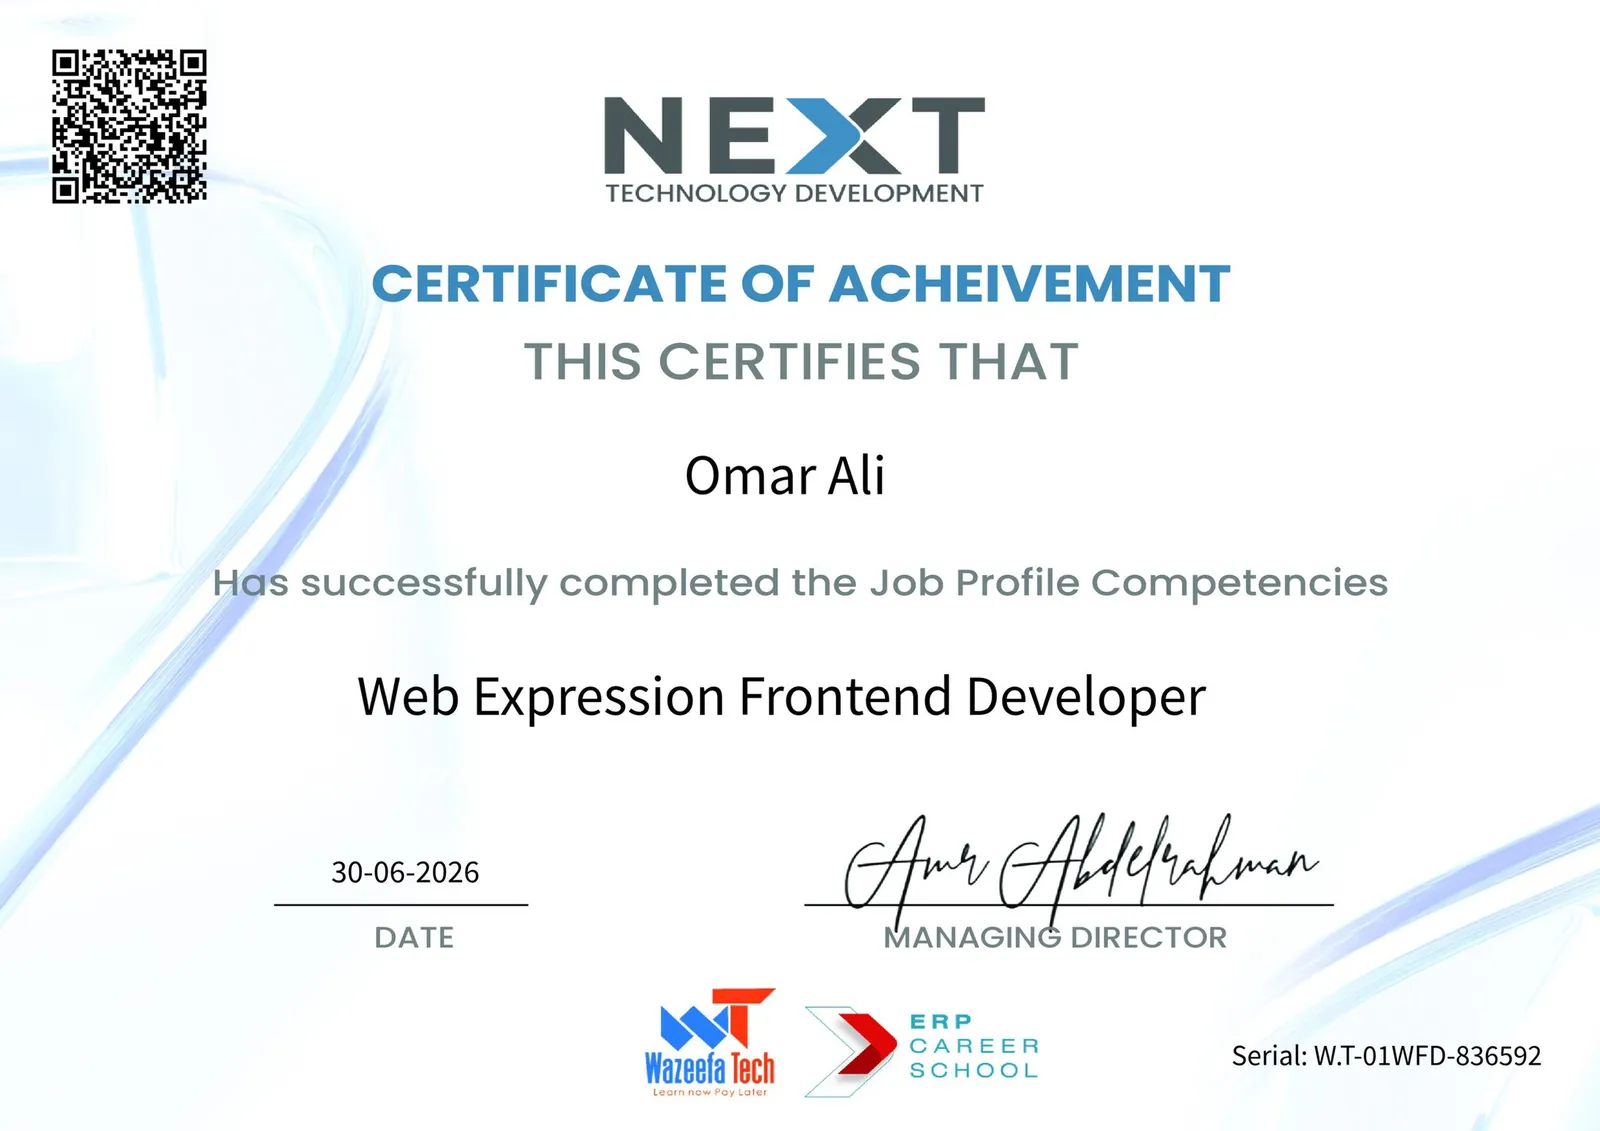 NEXT
TECHNOLOGY DEVELOPMENT
CERTIFICATE OF ACHEIVEMENT
THIS CERTIFIES THAT
Omar Ali
Has successfully completed the Job Profile Competencies
Web Expression Frontend Developer
30-06-2026
DATE
Amr Abdelrahman
MANAGING DIRECTOR
WT
Wazeefa Tech
Learn now Pay Later
ERP
CAREER
SCHOOL
Serial: W.T-01WFD-836592